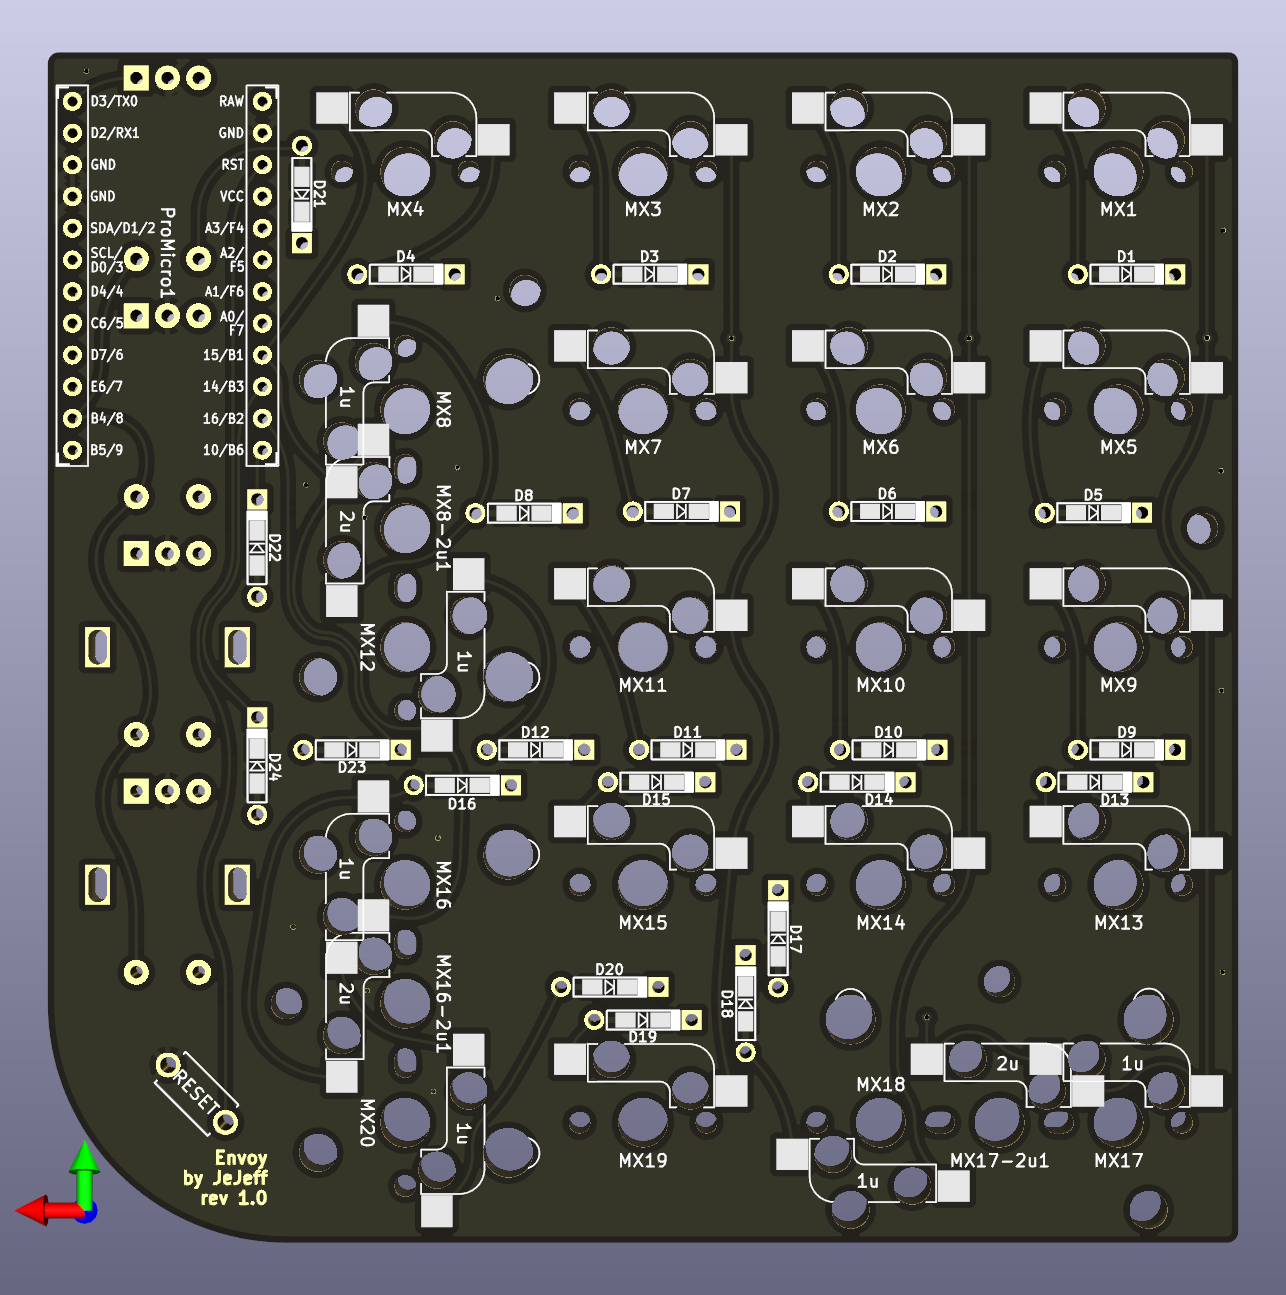 D3/TX0
D2/RX1
GND
GND
SDA/D1/2
SCL/
D0/3
D4/4
C6/5
D7/6
E6/7
B4/8
B5/9
ProMicro1
RAW
GND
RST
VCC
A3/F4
A2/
F5
A1/F6
A0/
F7
15/B1
14/B3
16/B2
10/B6
D21
MX4
MX3
MX2
MX1
D4
D3
D2
D1
1u
MX8
MX7
MX6
MX5
2u
MX8-2u1
D8
D7
D6
D5
D22
MX12
1u
MX11
MX10
MX9
D24
D23
D12
D11
D10
D9
D16
D15
D14
D13
1u
MX16
MX15
MX14
MX13
D17
2u
MX16-2u1
D20
D18
D19
RESET
MX20
1u
MX19
MX18
2u
1u
MX17-2u1
MX17
1u
Envoy
by JeJeff
rev 1.0